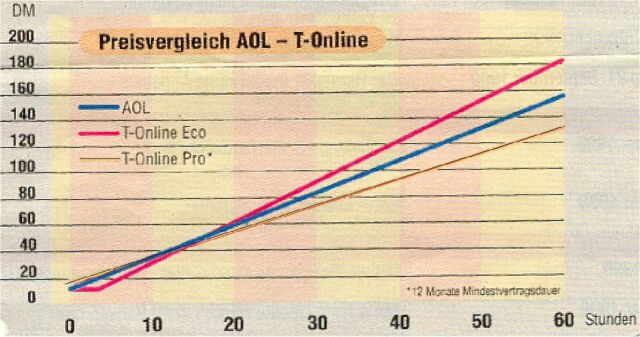 DM
Preisvergleich AOL – T-Online
200
180
160
140
120
100
80
60
40
20
0
AOL
T-Online Eco
T-Online Pro*
*12 Monate Mindestvertragsdauer
0 10 20 30 40 50 60 Stunden